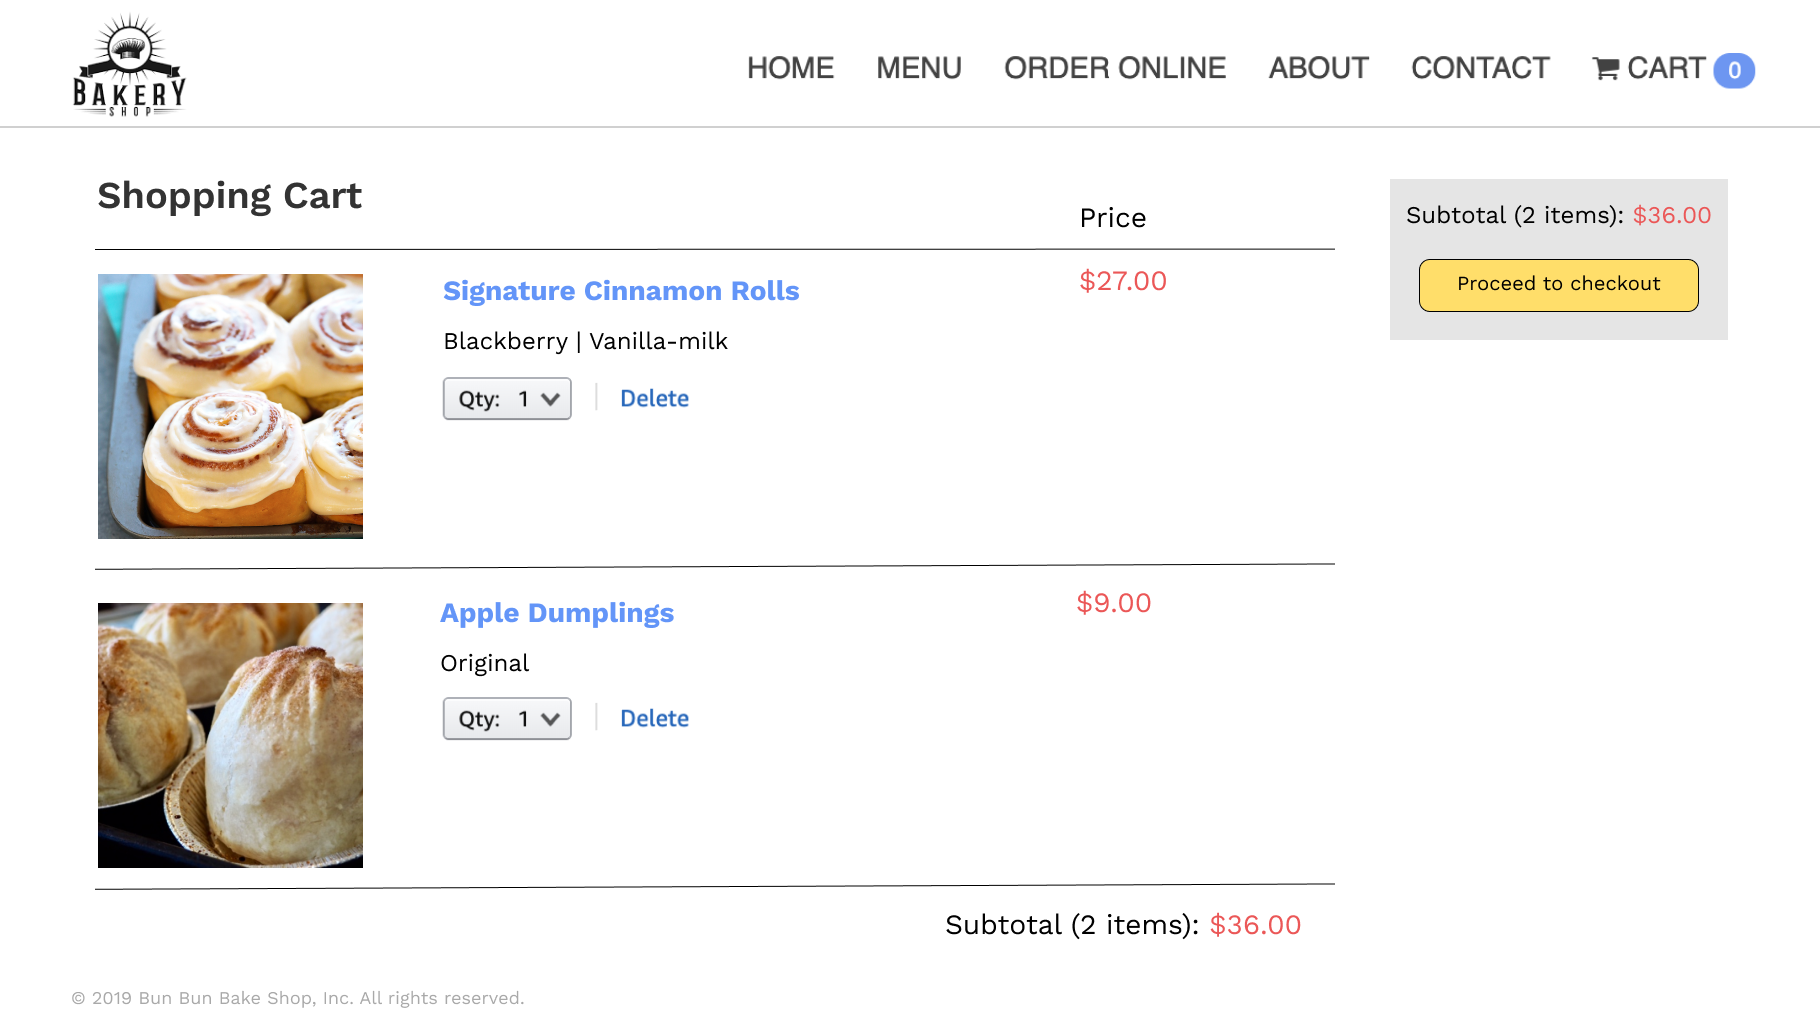 BAKERY
SHOP
HOME MENU ORDER ONLINE ABOUT CONTACT CART 0
Shopping Cart
Price
Subtotal (2 items): $36.00
Proceed to checkout
Signature Cinnamon Rolls
$27.00
Blackberry | Vanilla-milk
Qty: 1
Delete
Apple Dumplings
$9.00
Original
Qty: 1
Delete
Subtotal (2 items): $36.00
© 2019 Bun Bun Bake Shop, Inc. All rights reserved.